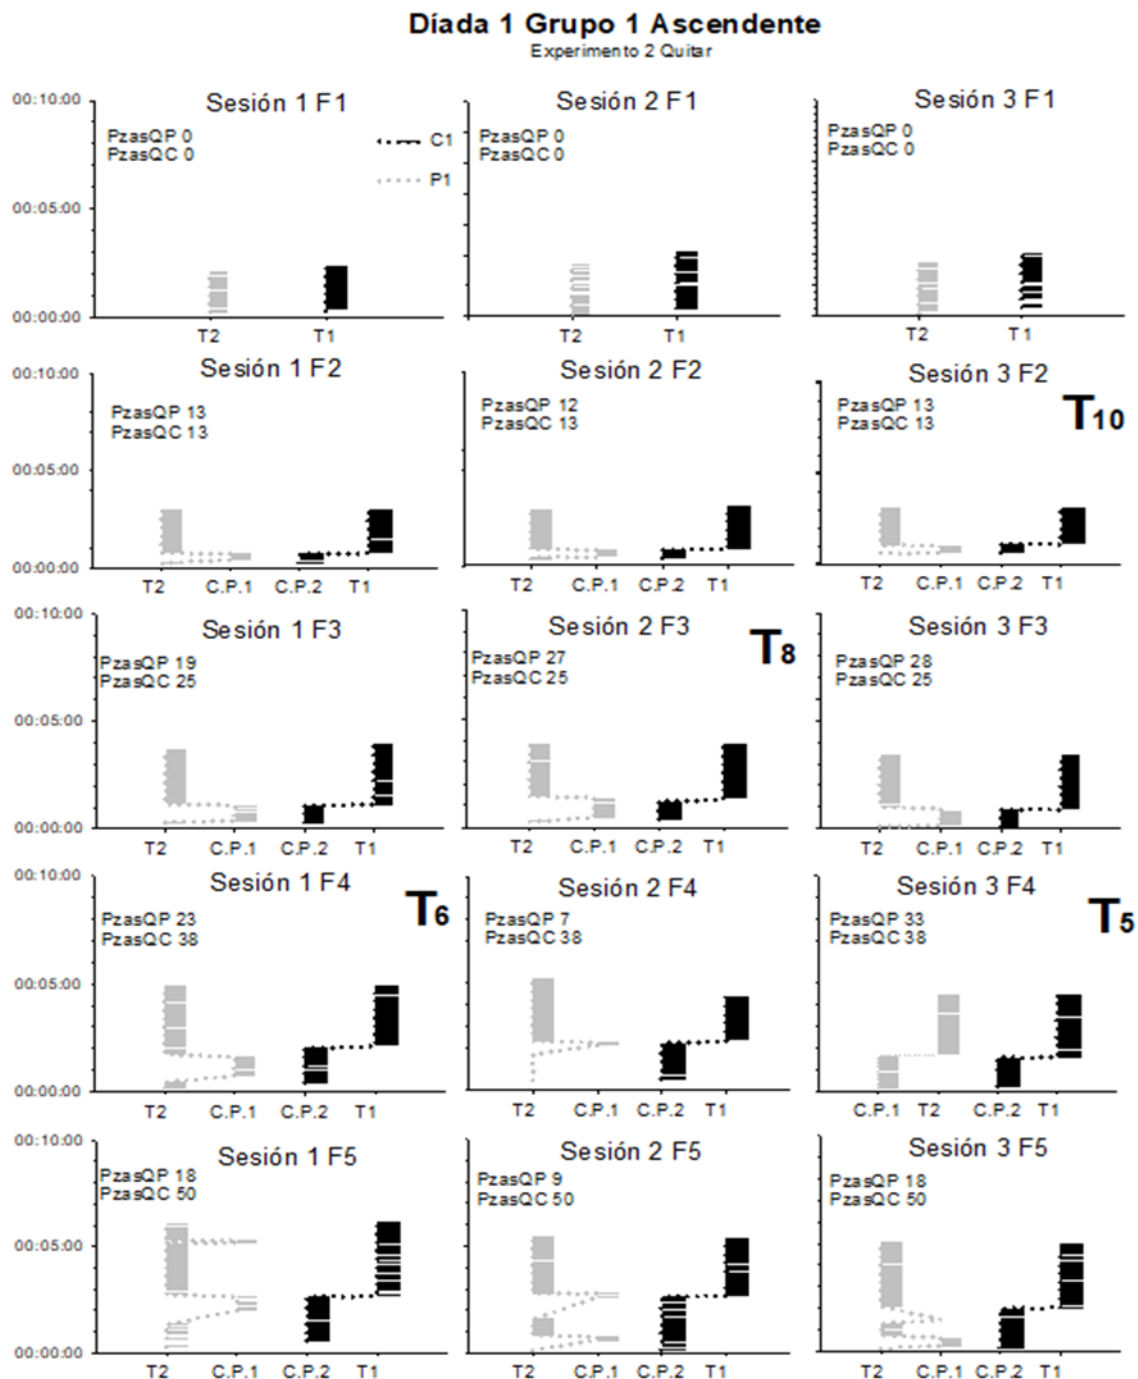 Díada 1 Grupo 1 Ascendente
Experimento 2 Quitar
Sesión 1 F1
Sesión 2 F1
Sesión 3 F1
00:10:00
PzasQP 0
PzasQC 0
C1
P1
PzasQP 0
PzasQC 0
PzasQP 0
PzasQC 0
00:05:00
00:00:00
T2 T1
T2 T1
T2 T1
Sesión 1 F2
Sesión 2 F2
Sesión 3 F2
00:10:00
PzasQP 13
PzasQC 13
PzasQP 12
PzasQC 13
PzasQP 13
PzasQC 13
T10
00:05:00
00:00:00
T2 C.P.1 C.P.2 T1
T2 C.P.1 C.P.2 T1
T2 C.P.1 C.P.2 T1
00:10:00
Sesión 1 F3
Sesión 2 F3
Sesión 3 F3
PzasQP 19
PzasQC 25
PzasQP 27
PzasQC 25
T8
PzasQP 28
PzasQC 25
00:05:00
00:00:00
T2 C.P.1 C.P.2 T1
T2 C.P.1 C.P.2 T1
T2 C.P.1 C.P.2 T1
00:10:00
Sesión 1 F4
Sesión 2 F4
Sesión 3 F4
PzasQP 23
PzasQC 38
T6
PzasQP 7
PzasQC 38
PzasQP 33
PzasQC 38
T5
00:05:00
00:00:00
T2 C.P.1 C.P.2 T1
T2 C.P.1 C.P.2 T1
C.P.1 T2 C.P.2 T1
00:10:00
Sesión 1 F5
Sesión 2 F5
Sesión 3 F5
PzasQP 18
PzasQC 50
PzasQP 9
PzasQC 50
PzasQP 18
PzasQC 50
00:05:00
00:00:00
T2 C.P.1 C.P.2 T1
T2 C.P.1 C.P.2 T1
T2 C.P.1 C.P.2 T1